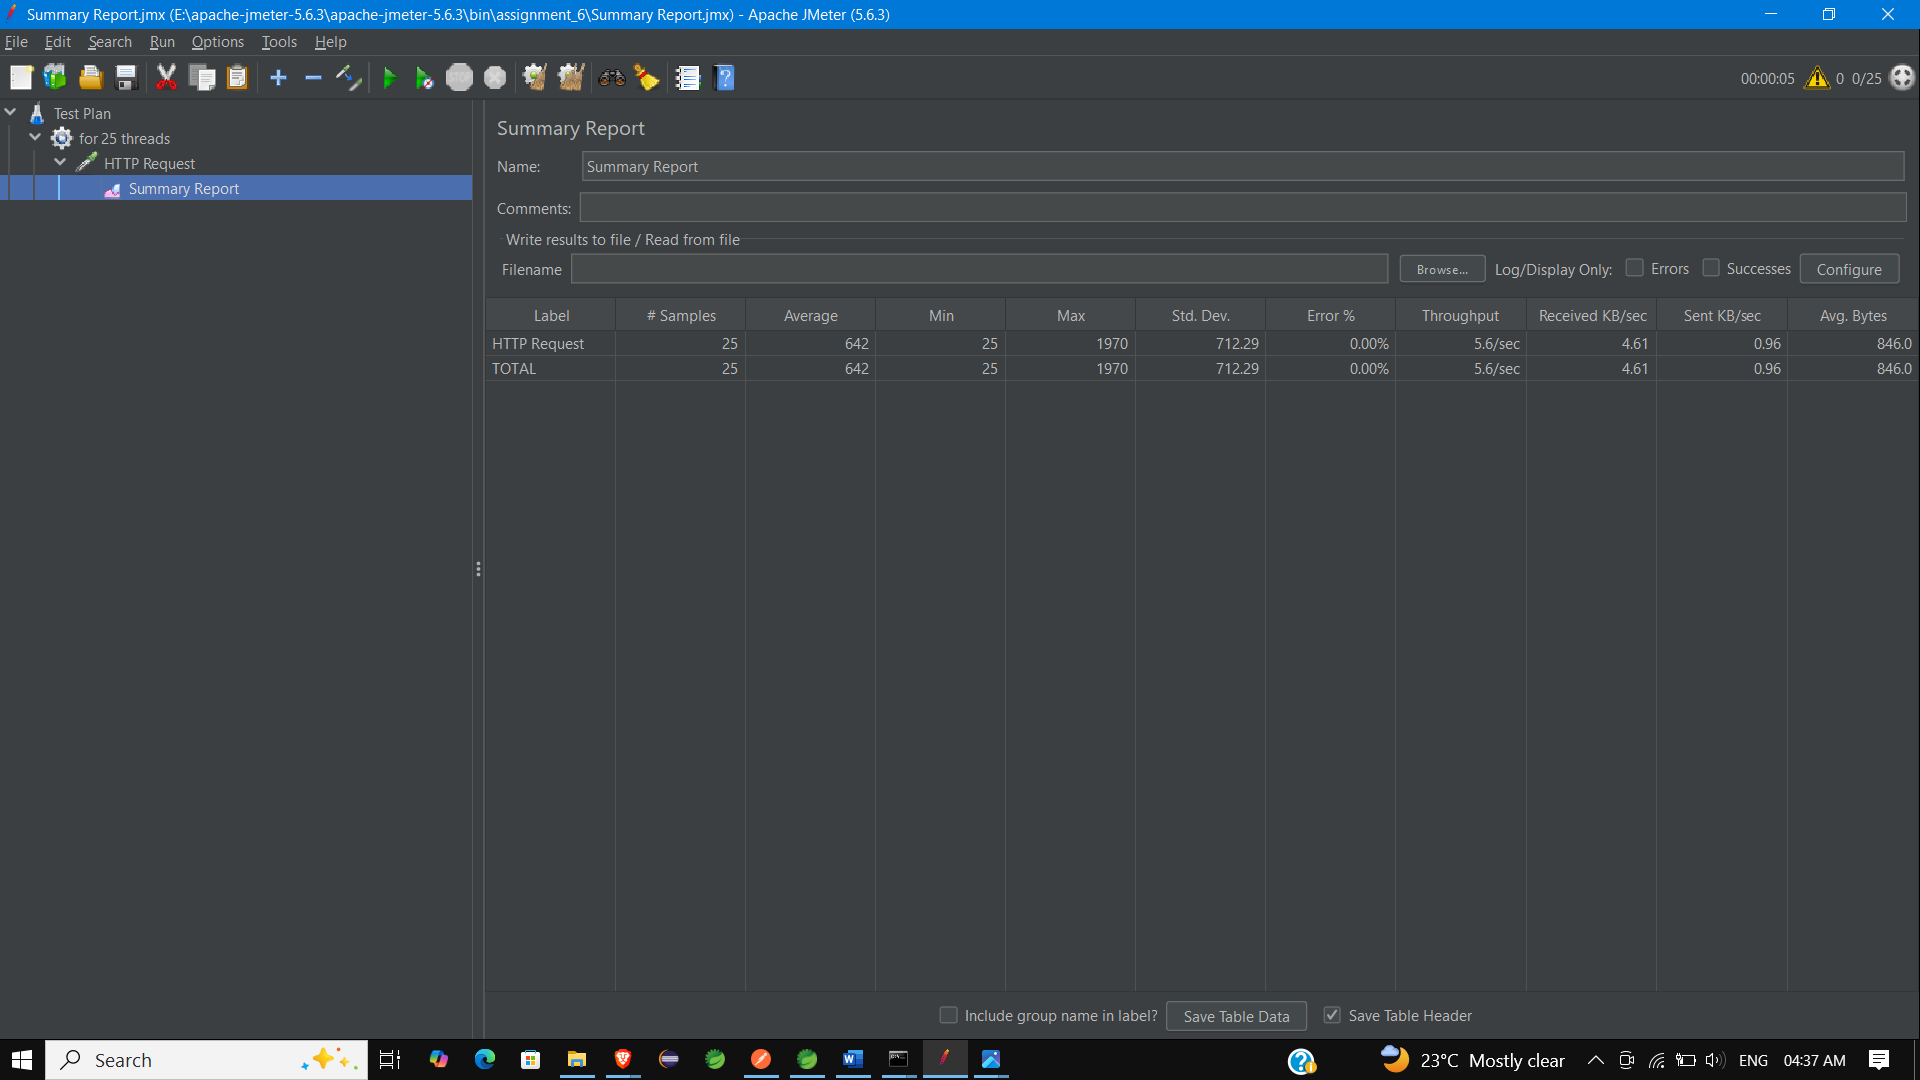 Summary Report.jmx (E:\apache-jmeter-5.6.3\apache-jmeter-5.6.3\bin\assignment_6\Summary Report.jmx) - Apache JMeter (5.6.3)
File Edit Search Run Options Tools Help
STOP 00:00:05 0 0/25
Test Plan
for 25 threads
HTTP Request
Summary Report
Summary Report
Name: Summary Report
Comments:
Write results to file / Read from file
Filename Browse... Log/Display Only: Errors Successes Configure
Label # Samples Average Min Max Std. Dev. Error % Throughput Received KB/sec Sent KB/sec Avg. Bytes
HTTP Request 25 642 25 1970 712.29 0.00% 5.6/sec 4.61 0.96 846.0
TOTAL 25 642 25 1970 712.29 0.00% 5.6/sec 4.61 0.96 846.0
Include group name in label? Save Table Data Save Table Header
Search 23°C Mostly clear ENG 04:37 AM